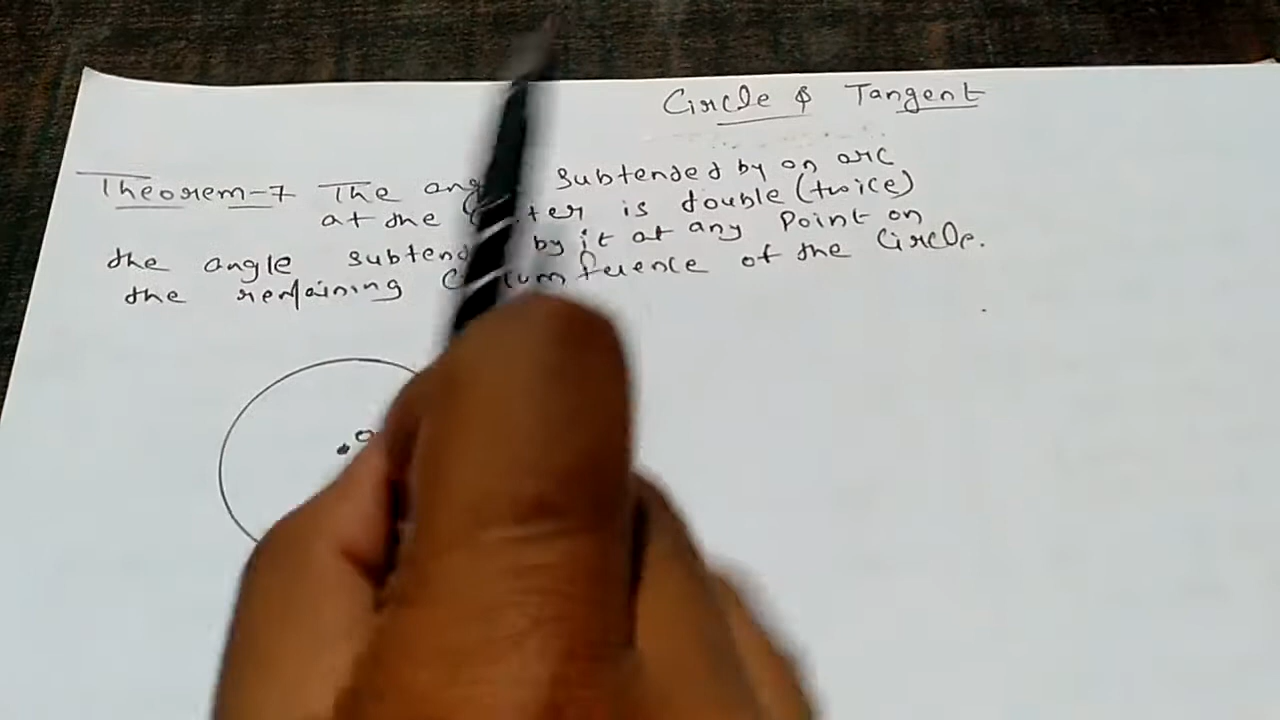 Circle & Tangent
Theorem-7 The subtended by an arc
at the is double (twice)
the angle by it at any Point on
the remaining of the Circle.
O